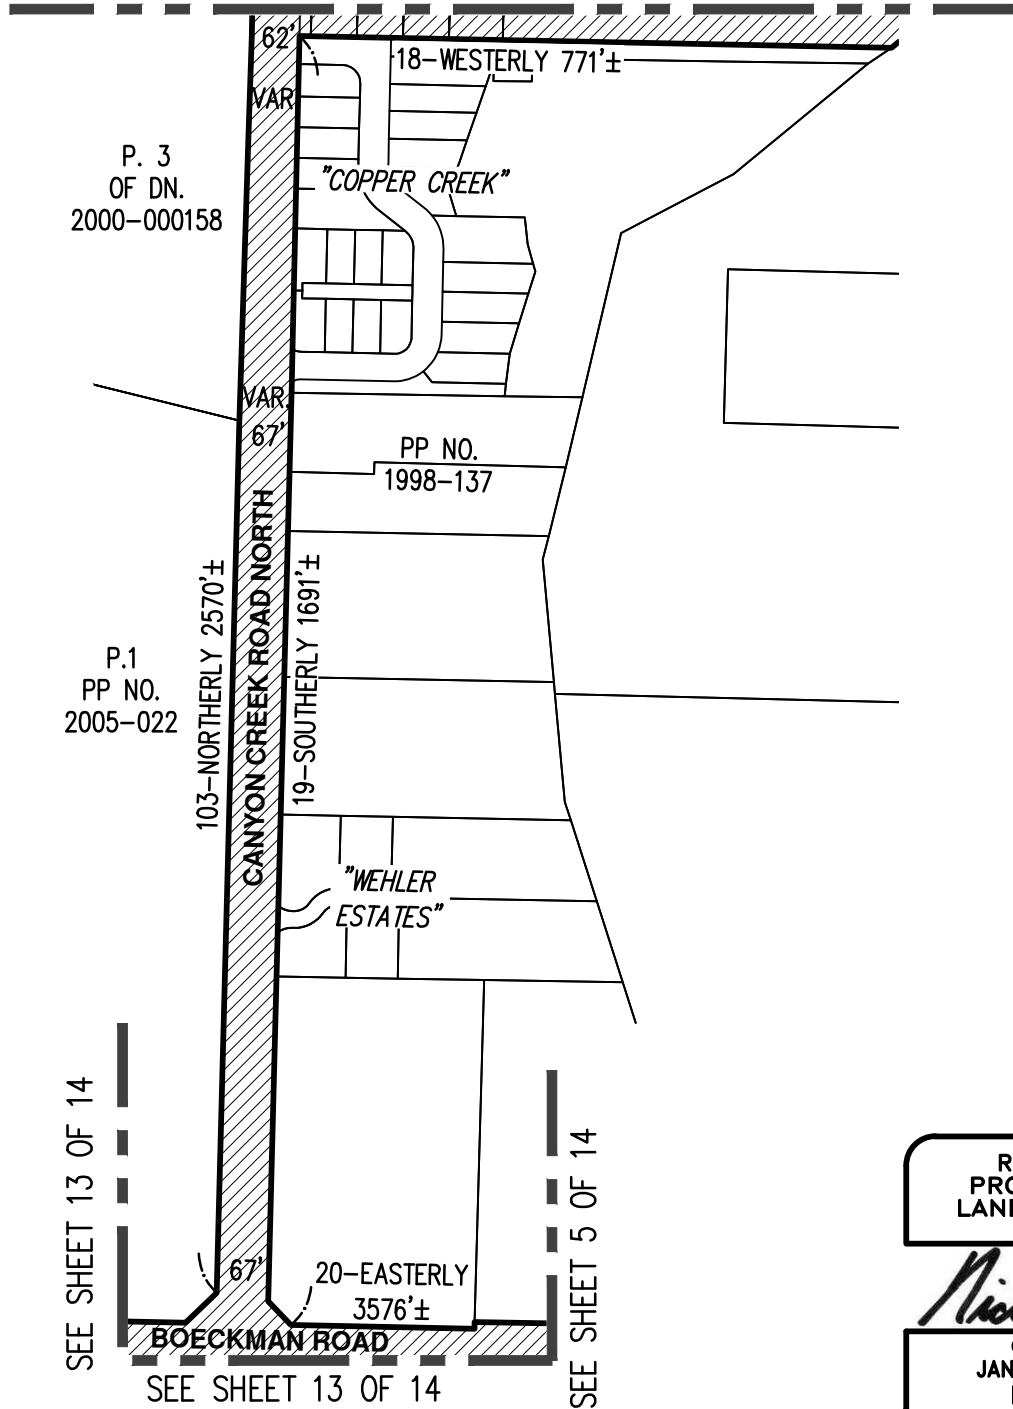 62'
18-WESTERLY 771'±
VAR
P. 3
OF DN.
2000-000158
"COPPER CREEK"
VAR.
67'
PP NO.
1998-137
CANYON CREEK ROAD NORTH
103-NORTHERLY 2570'±
19-SOUTHERLY 1691'±
P.1
PP NO.
2005-022
"WEHLER
ESTATES"
SEE SHEET 13 OF 14
SEE SHEET 5 OF 14
67'
20-EASTERLY
3576'±
BOECKMAN ROAD
SEE SHEET 13 OF 14
R
PRO
LAN
Nic
JAN